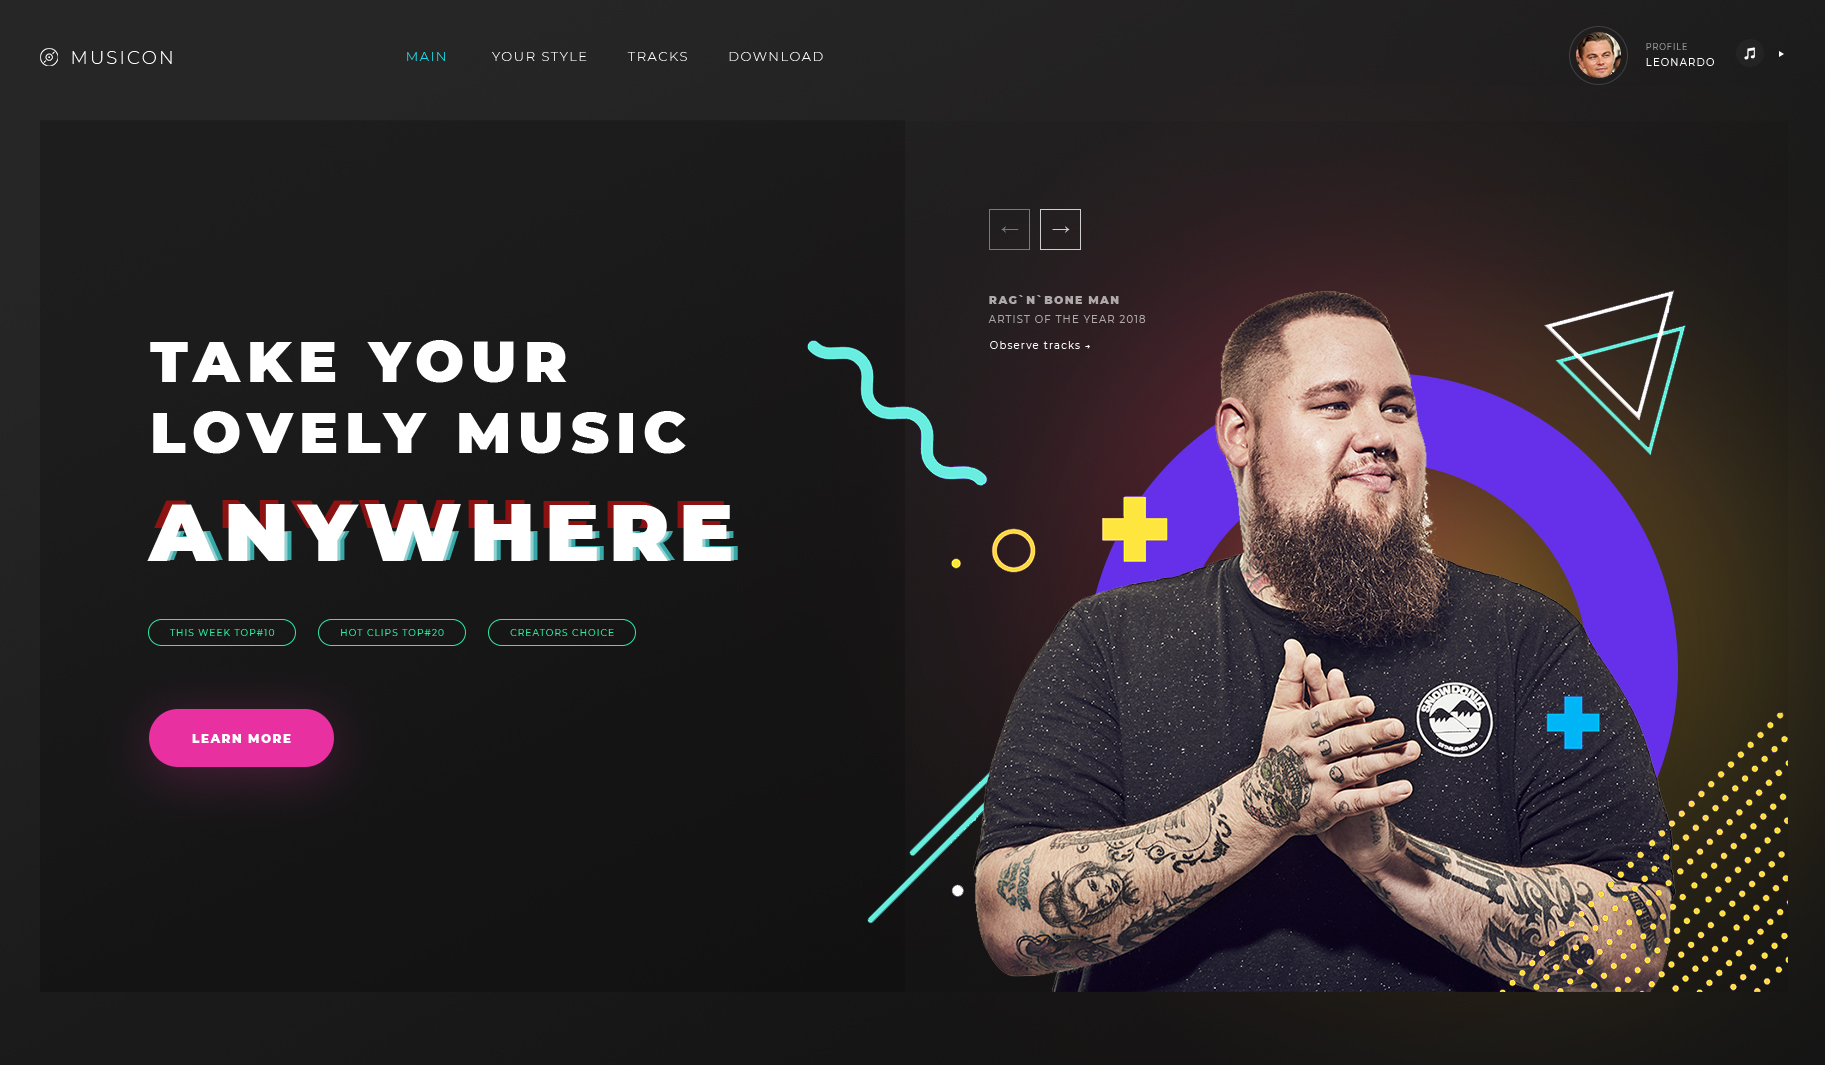 MUSICON
MAIN
YOUR STYLE
TRACKS
DOWNLOAD
PROFILE
LEONARDO
RAG`N`BONE MAN
ARTIST OF THE YEAR 2018
Observe tracks
TAKE YOUR
LOVELY MUSIC
ANYWHERE
THIS WEEK TOP#10
HOT CLIPS TOP#20
CREATORS CHOICE
LEARN MORE
SNOWDONIA